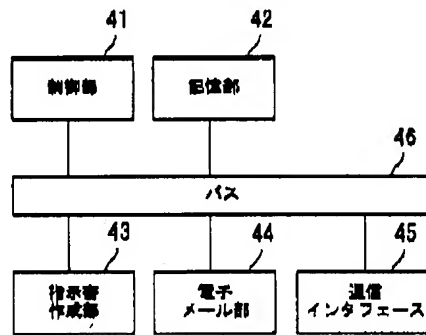 41
42
制御部
記憶部
46
バス
43
44
45
指示書
作成部
電子
メール部
通信
インタフェース